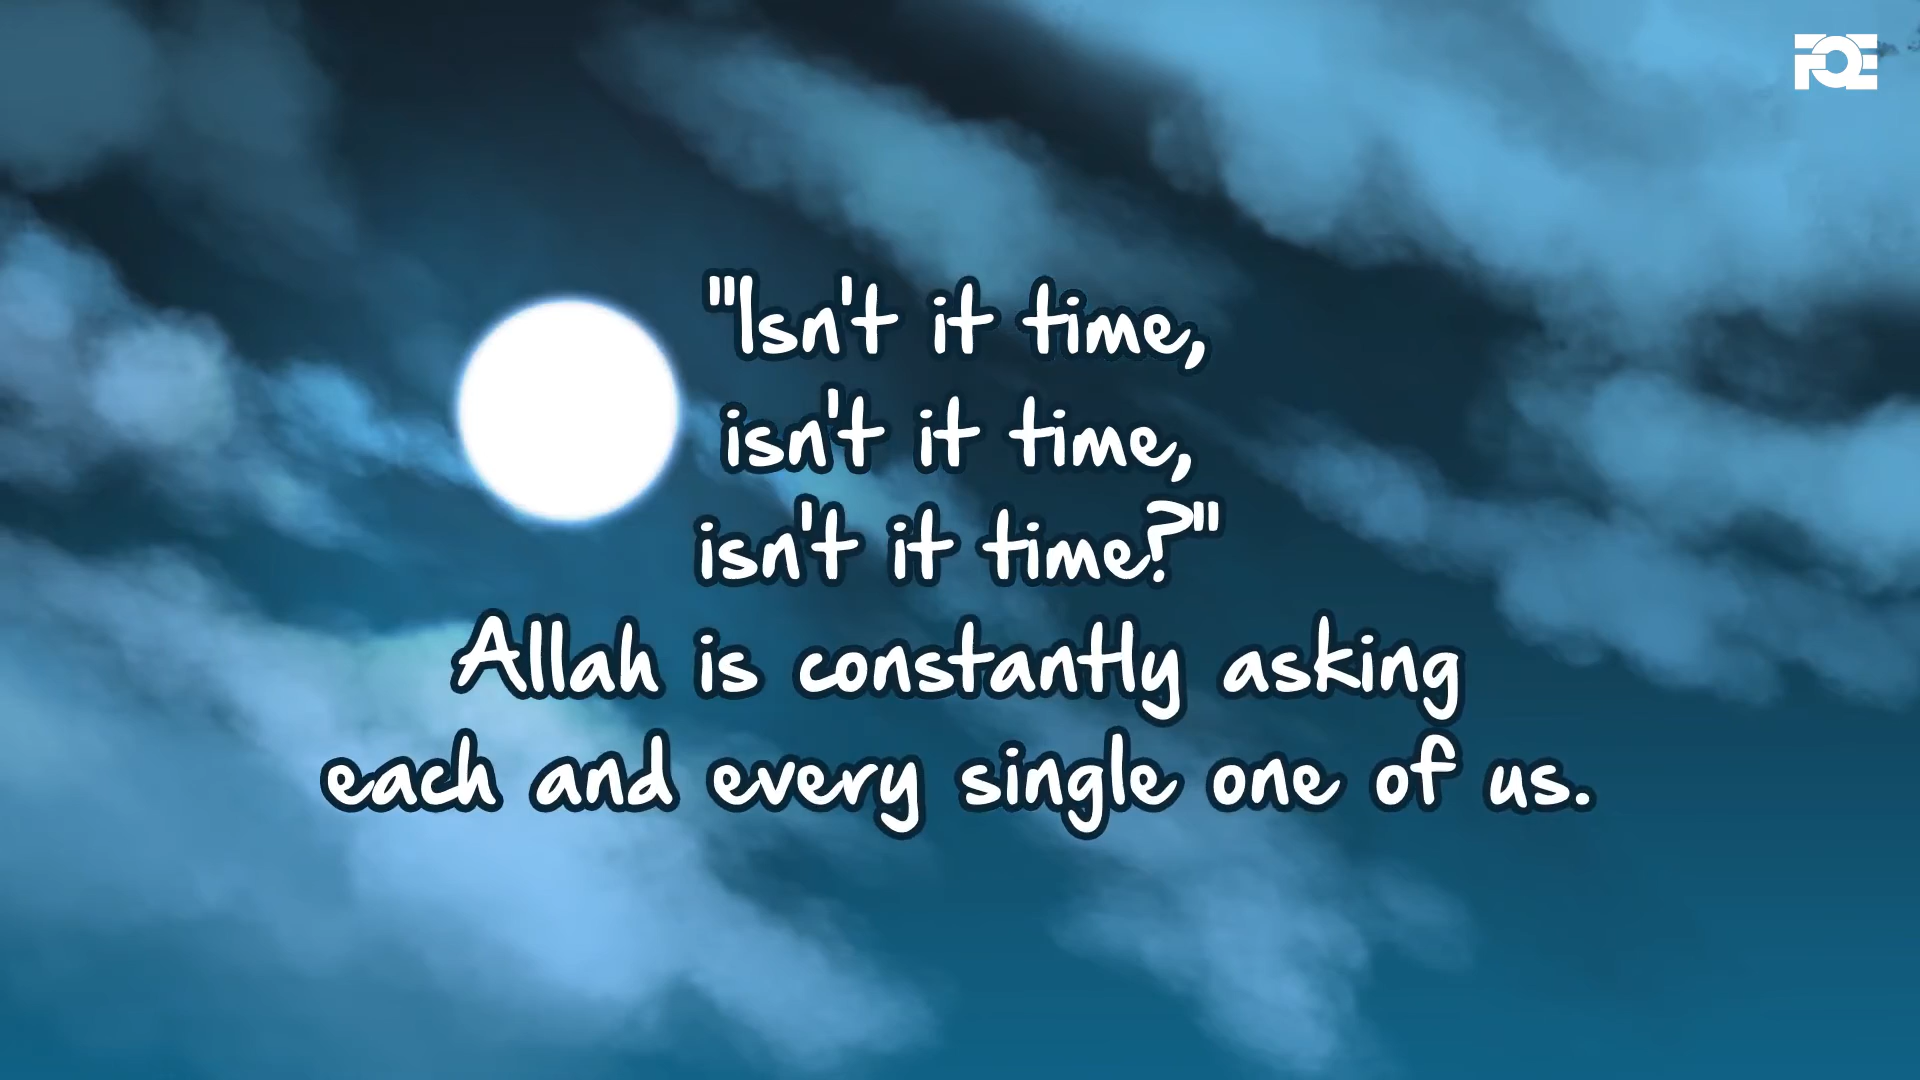 FQE
"Isn't it time,
isn't it time,
isn't it time?"
Allah is constantly asking
each and every single one of us.